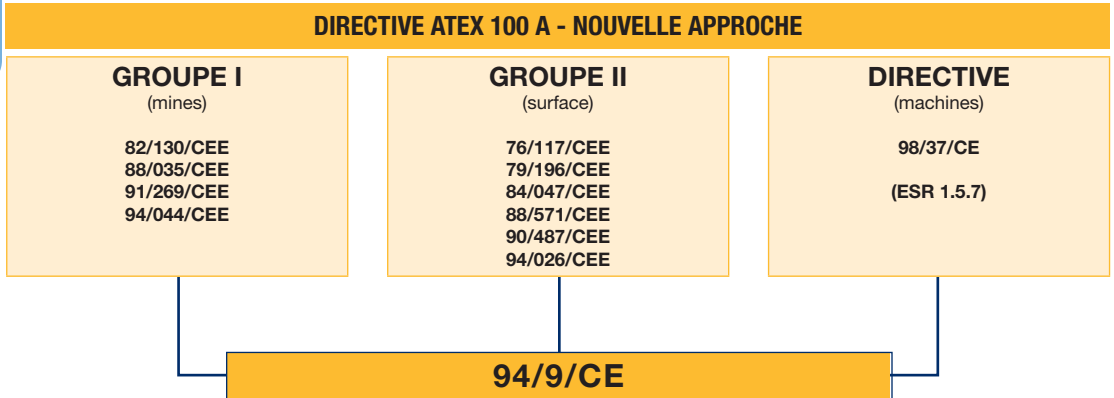 DIRECTIVE ATEX 100 A - NOUVELLE APPROCHE
GROUPE I
(mines)
82/130/CEE
88/035/CEE
91/269/CEE
94/044/CEE
GROUPE II
(surface)
76/117/CEE
79/196/CEE
84/047/CEE
88/571/CEE
90/487/CEE
94/026/CEE
DIRECTIVE
(machines)
98/37/CE
(ESR 1.5.7)
94/9/CE